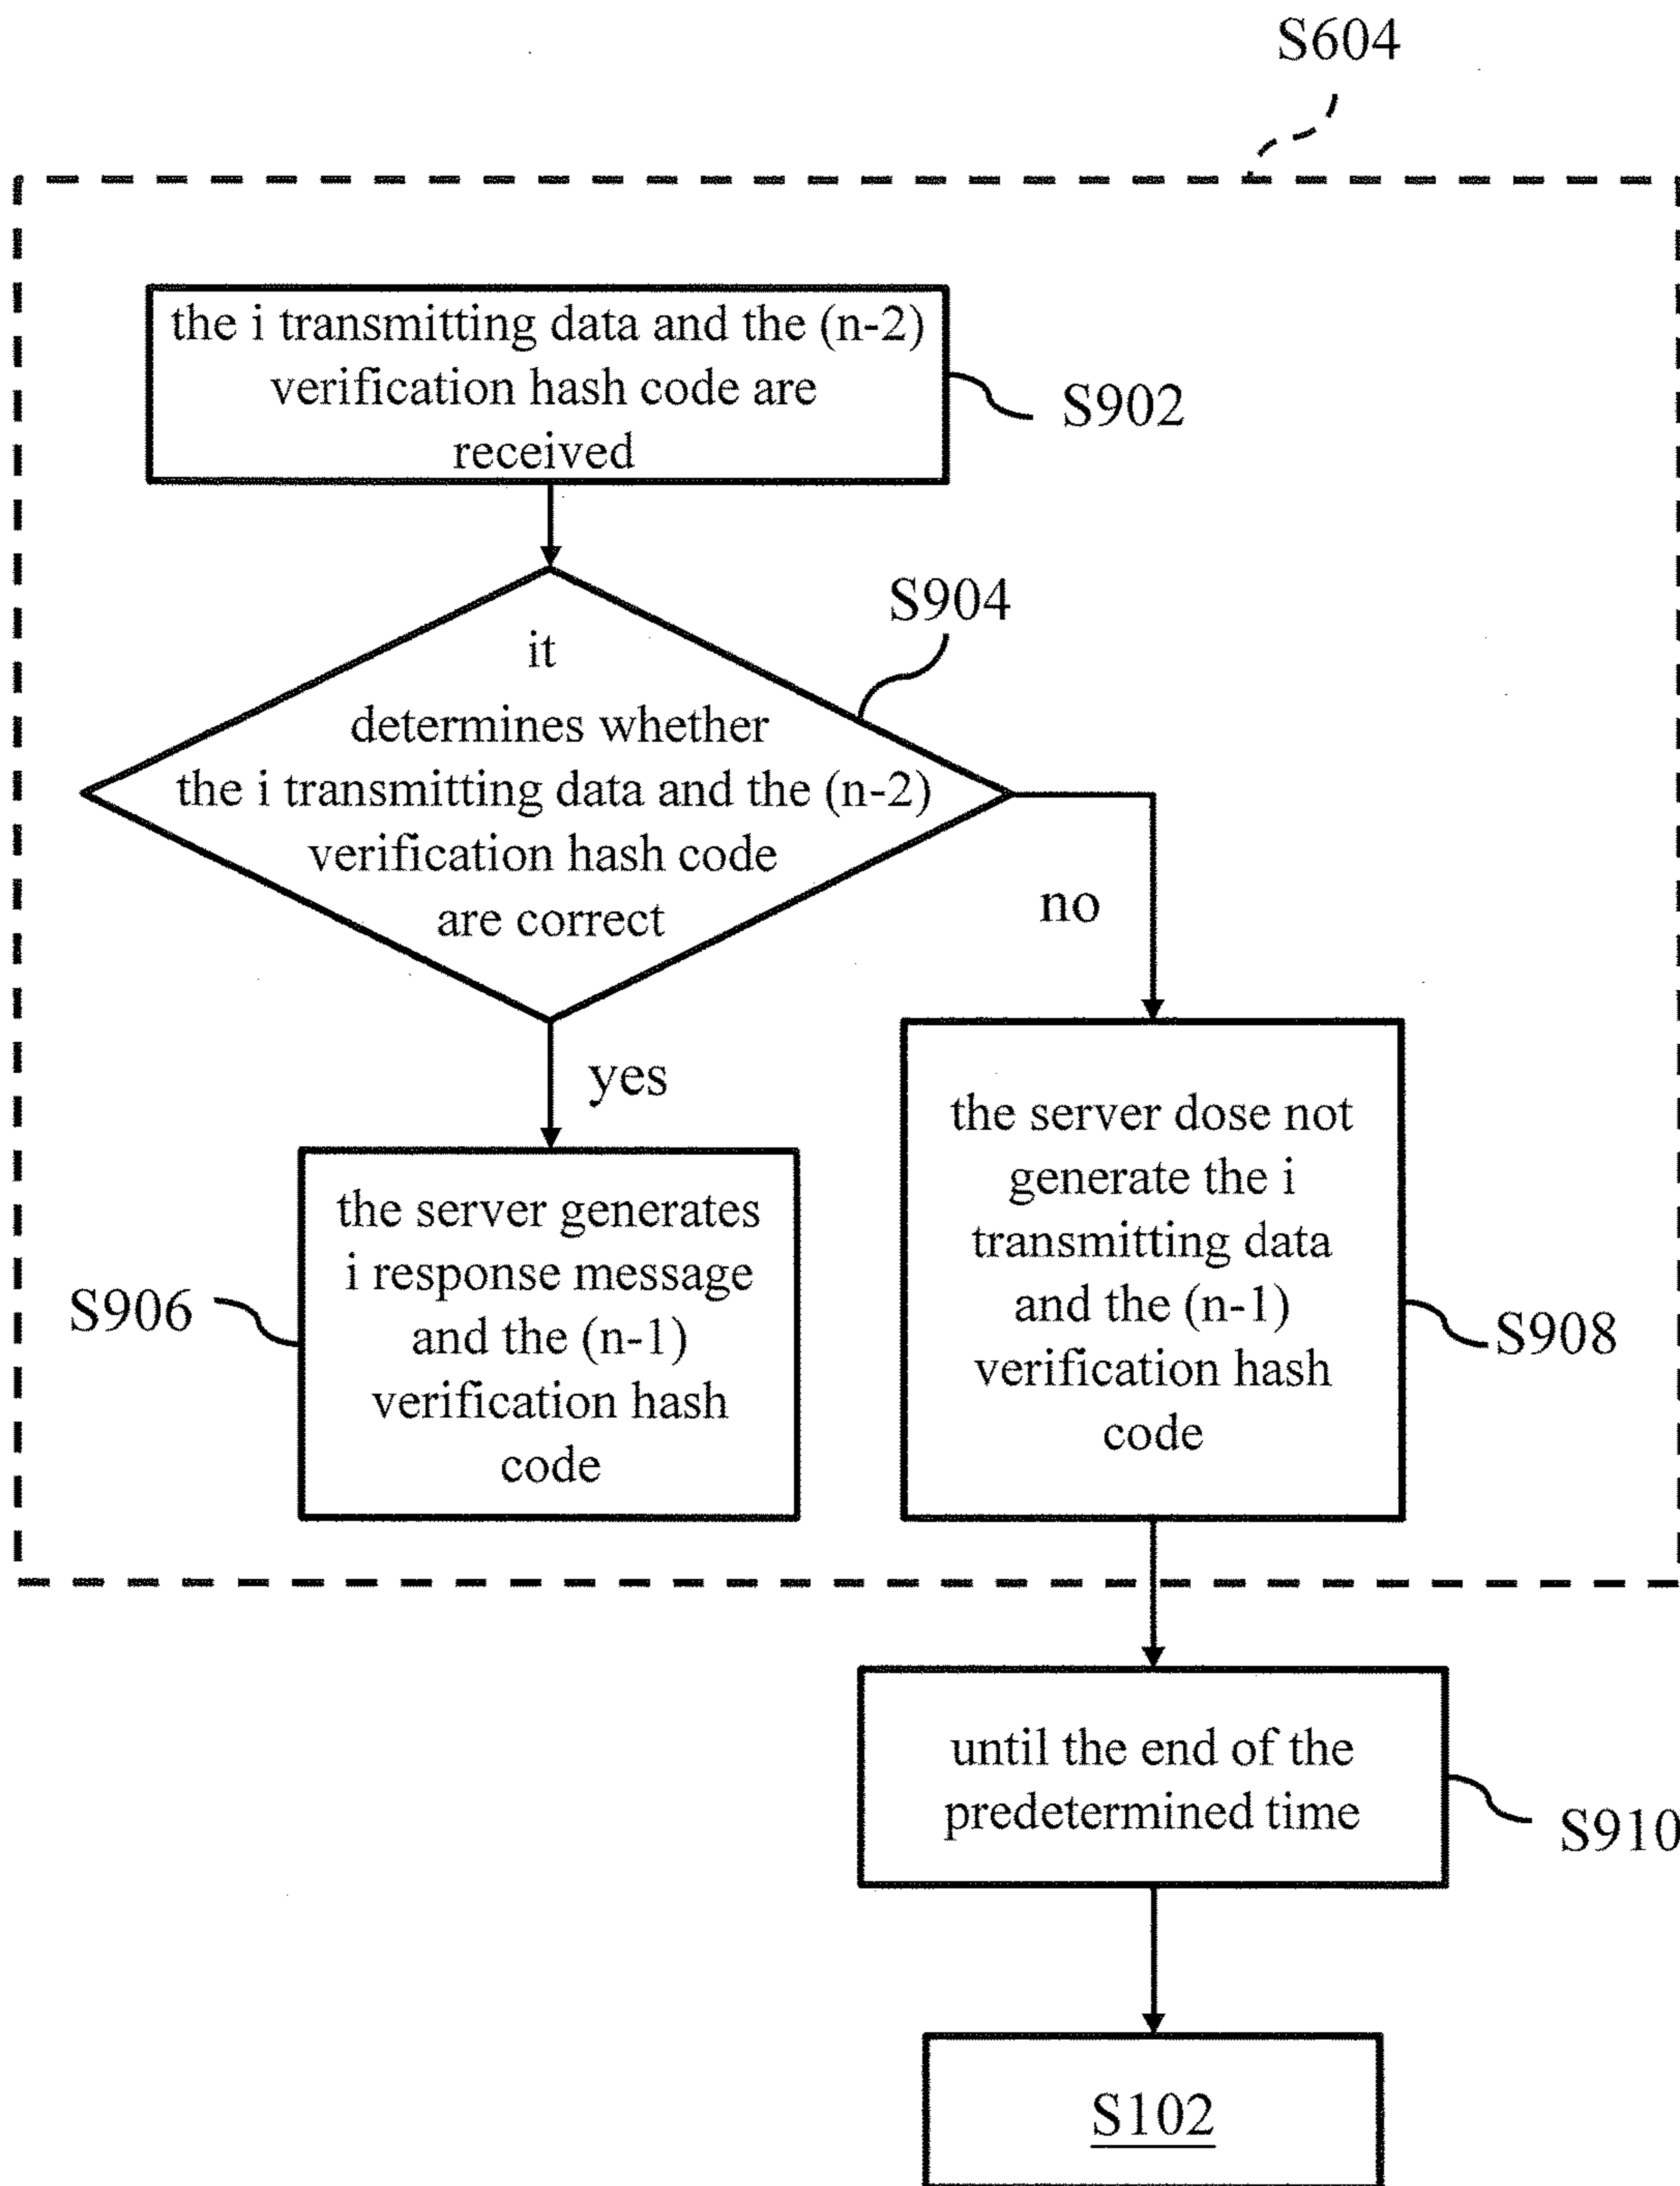 S604
the i transmitting data and the (n-2)
verification hash code are
received
S902
S904
it
determines whether
the i transmitting data and the (n-2)
verification hash code
are correct
no
yes
the server generates
i response message
and the (n-1)
verification hash
code
S906
the server dose not
generate the i
transmitting data
and the (n-1)
verification hash
code
S908
until the end of the
predetermined time
S910
S102